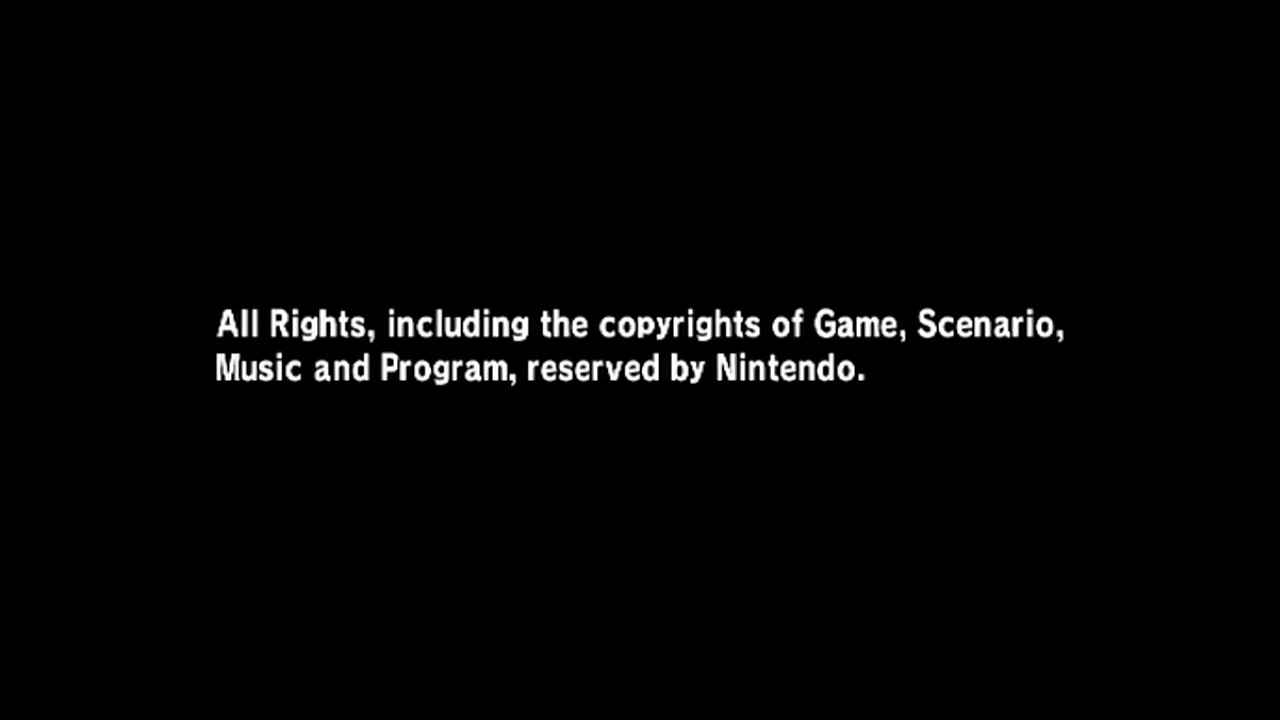 All Rights, including the copyrights of Game, Scenario,
Music and Program, reserved by Nintendo.